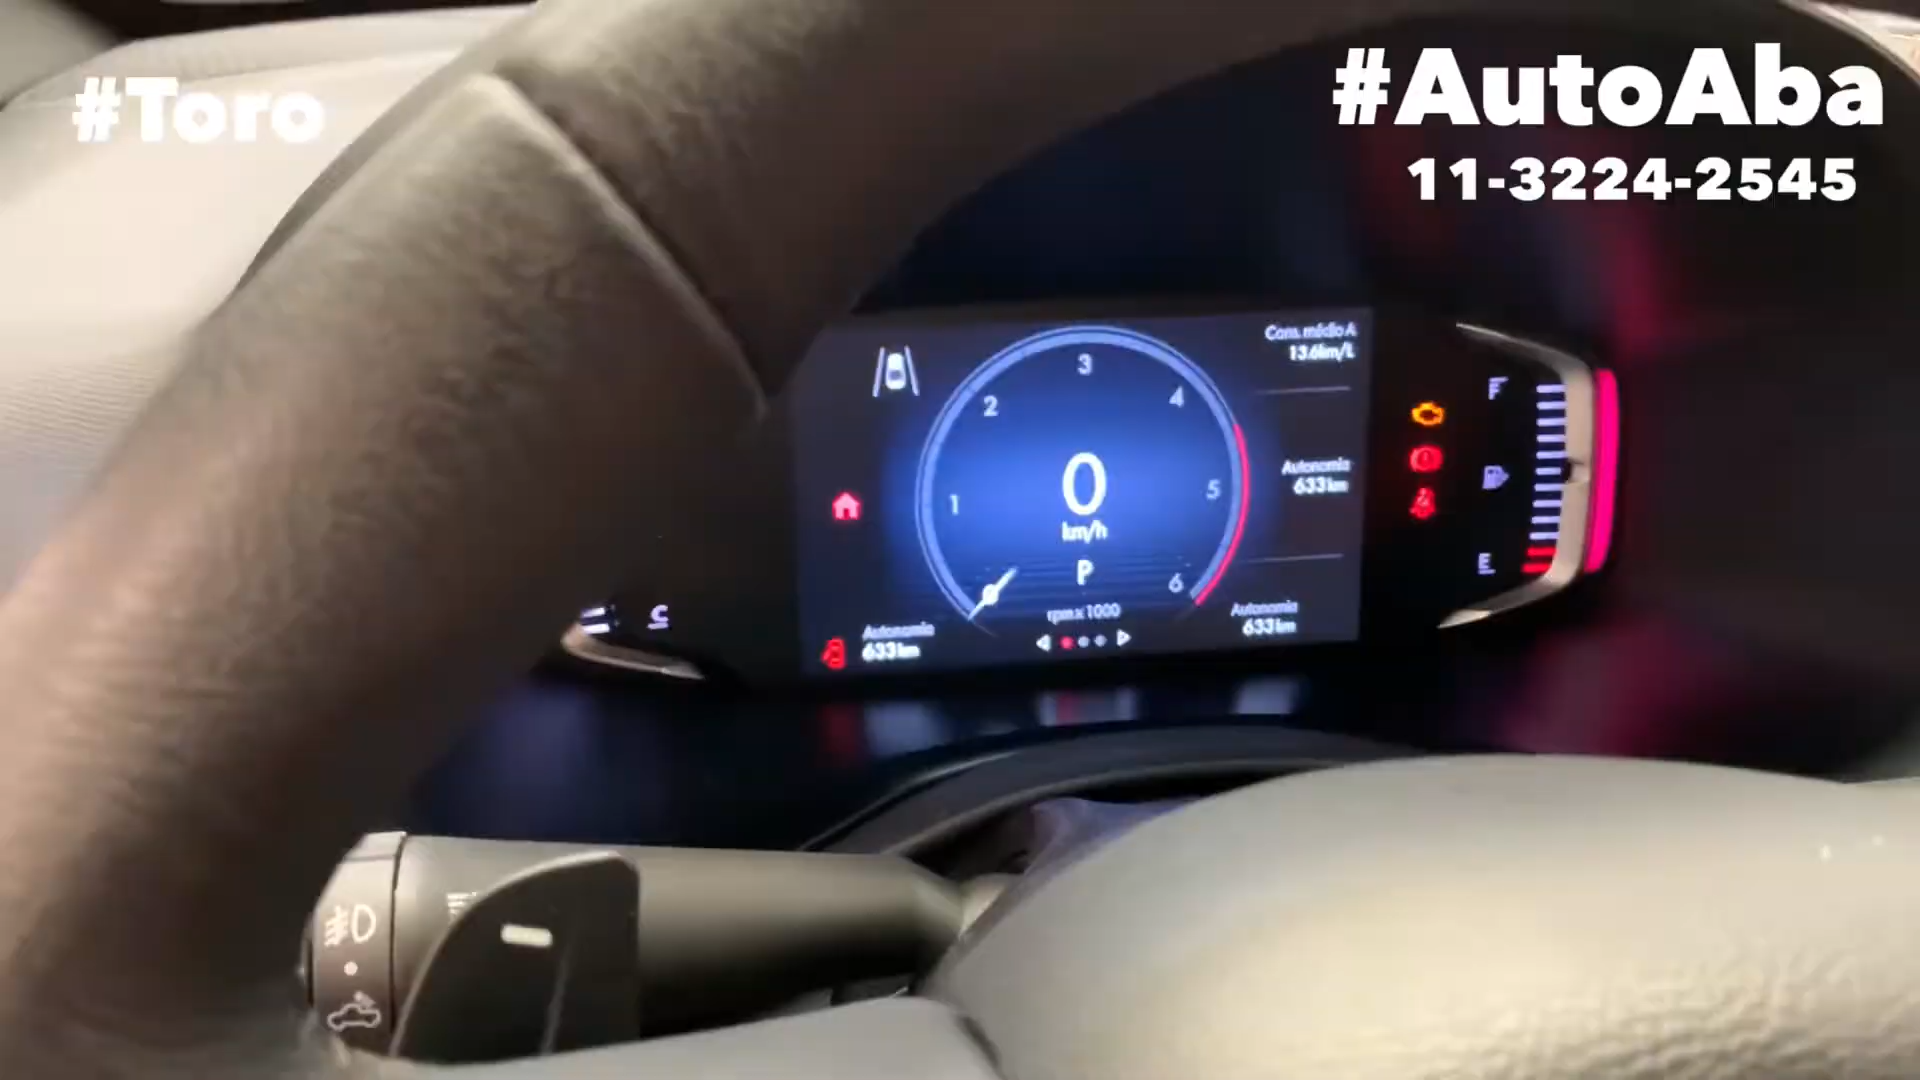 #Toro
#AutoAba
11-3224-2545
Cons. médio A
13.6km/L
3
2
4
F
0
Autonomia
633km
1
5
km/h
P
E
6
C
rpm x 1000
Autonomia
633km
Autonomia
633km